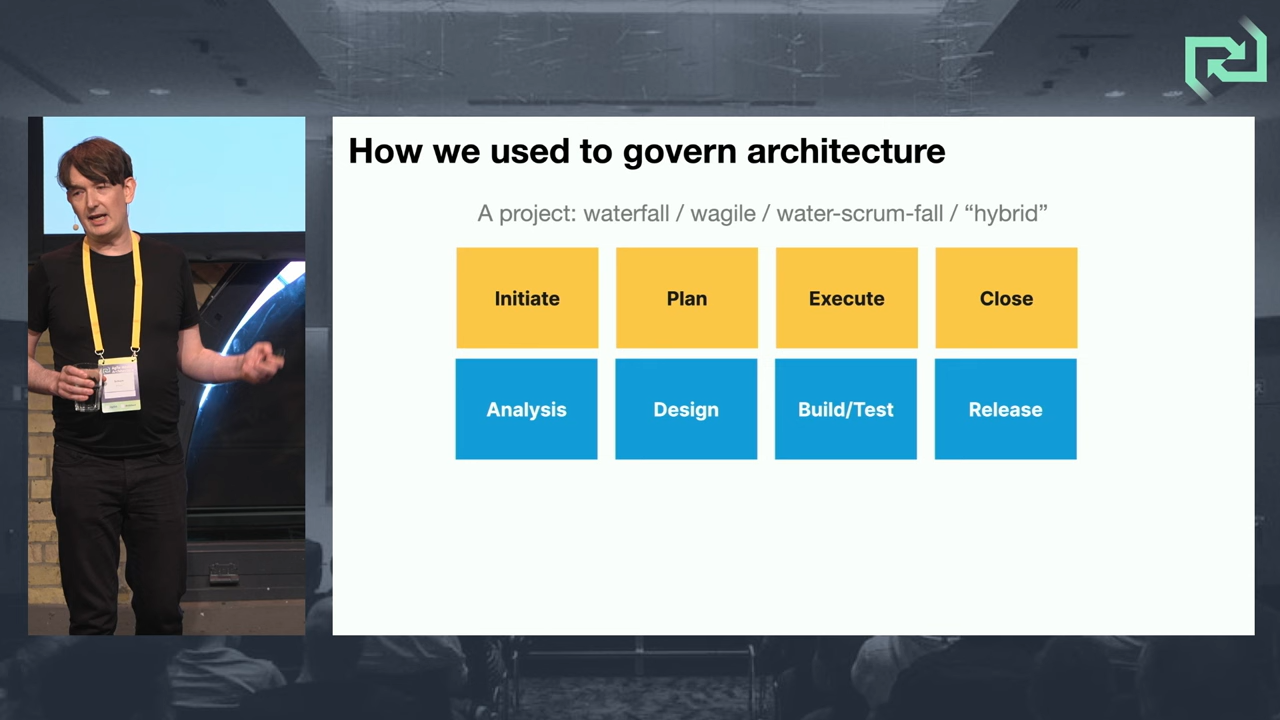 How we used to govern architecture
A project: waterfall / wagile / water-scrum-fall / “hybrid”
Initiate Plan Execute Close
Analysis Design Build/Test Release